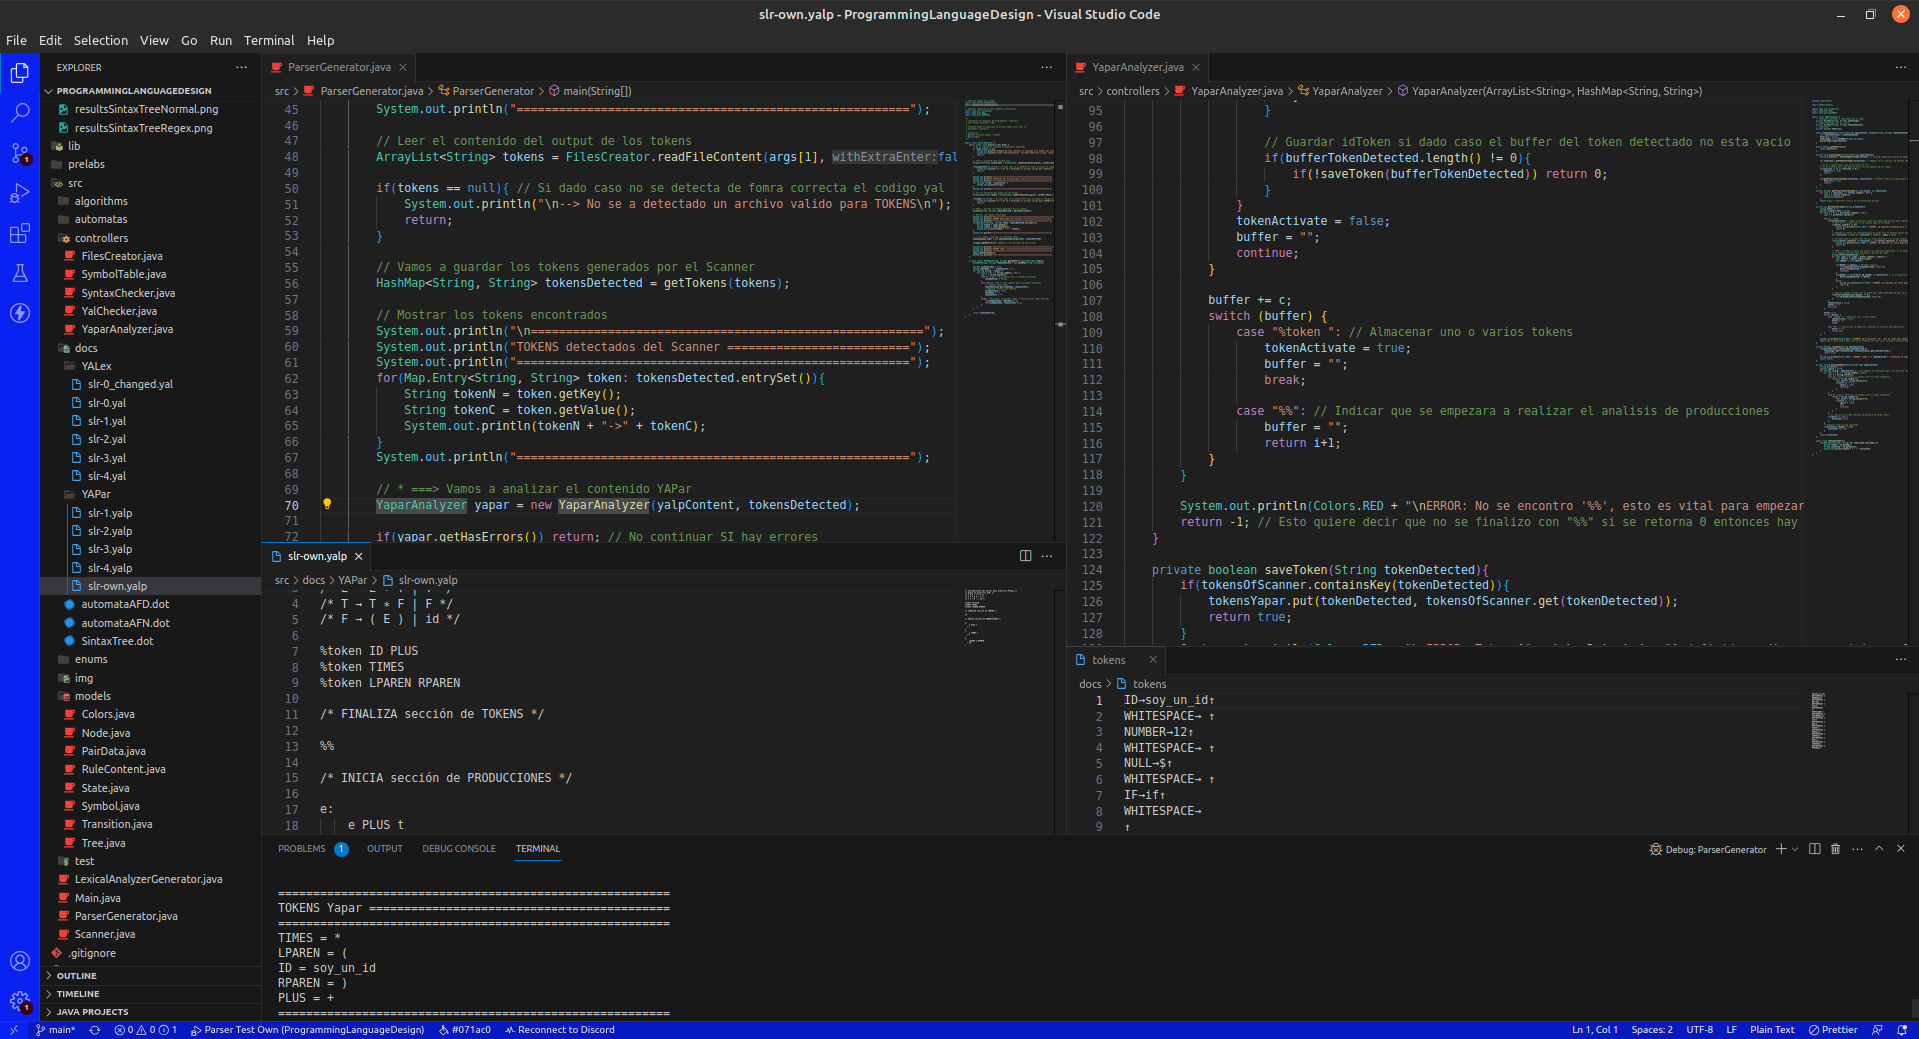 slr-own.yalp - ProgrammingLanguageDesign - Visual Studio Code
File Edit Selection View Go Run Terminal Help
EXPLORER
PROGRAMMINGLANGUAGEDESIGN
resultsSintaxTreeNormal.png
resultsSintaxTreeRegex.png
lib
prelabs
src
algorithms
automatas
controllers
FilesCreator.java
SymbolTable.java
SyntaxChecker.java
YalChecker.java
YaparAnalyzer.java
docs
YALex
slr-0_changed.yal
slr-0.yal
slr-1.yal
slr-2.yal
slr-3.yal
slr-4.yal
YAPar
slr-1.yalp
slr-2.yalp
slr-3.yalp
slr-4.yalp
slr-own.yalp
automataAFD.dot
automataAFN.dot
SintaxTree.dot
enums
img
models
Colors.java
Node.java
PairData.java
RuleContent.java
State.java
Symbol.java
Transition.java
Tree.java
test
LexicalAnalyzerGenerator.java
Main.java
ParserGenerator.java
Scanner.java
.gitignore
OUTLINE
TIMELINE
JAVA PROJECTS
ParserGenerator.java
src > ParserGenerator.java > ParserGenerator > main(String[])
45 System.out.println("========================================================");
46
47 // Leer el contenido del output de los tokens
48 ArrayList<String> tokens = FilesCreator.readFileContent(args[1], withExtraEnter:fal
49
50 if(tokens == null){ // Si dado caso no se detecta de fomra correcta el codigo yal
51 System.out.println("\n--> No se a detectado un archivo valido para TOKENS\n");
52 return;
53 }
54
55 // Vamos a guardar los tokens generados por el Scanner
56 HashMap<String, String> tokensDetected = getTokens(tokens);
57
58 // Mostrar los tokens encontrados
59 System.out.println("\n========================================================");
60 System.out.println("TOKENS detectados del Scanner ==========================");
61 System.out.println("========================================================");
62 for(Map.Entry<String, String> token: tokensDetected.entrySet()){
63 String tokenN = token.getKey();
64 String tokenC = token.getValue();
65 System.out.println(tokenN + "->" + tokenC);
66 }
67 System.out.println("========================================================");
68
69 // * ===> Vamos a analizar el contenido YAPar
70 YaparAnalyzer yapar = new YaparAnalyzer(yalpContent, tokensDetected);
71
72 if(yapar.getHasErrors()) return; // No continuar SI hay errores
slr-own.yalp
src > docs > YAPar > slr-own.yalp
4 /* T → T * F | F */
5 /* F → ( E ) | id */
6
7 %token ID PLUS
8 %token TIMES
9 %token LPAREN RPAREN
10
11 /* FINALIZA sección de TOKENS */
12
13 %%
14
15 /* INICIA sección de PRODUCCIONES */
16
17 e:
18 e PLUS t
YaparAnalyzer.java
src > controllers > YaparAnalyzer.java > YaparAnalyzer > YaparAnalyzer(ArrayList<String>, HashMap<String, String>)
95 }
96
97 // Guardar idToken si dado caso el buffer del token detectado no esta vacio
98 if(bufferTokenDetected.length() != 0){
99 if(!saveToken(bufferTokenDetected)) return 0;
100 }
101 }
102 tokenActivate = false;
103 buffer = "";
104 continue;
105 }
106
107 buffer += c;
108 switch (buffer) {
109 case "%token ": // Almacenar uno o varios tokens
110 tokenActivate = true;
111 buffer = "";
112 break;
113
114 case "%%": // Indicar que se empezara a realizar el analisis de producciones
115 buffer = "";
116 return i+1;
117 }
118 }
119
120 System.out.println(Colors.RED + "\nERROR: No se encontro '%%', esto es vital para empezar
121 return -1; // Esto quiere decir que no se finalizo con "%%" si se retorna 0 entonces hay
122 }
123
124 private boolean saveToken(String tokenDetected){
125 if(tokensOfScanner.containsKey(tokenDetected)){
126 tokensYapar.put(tokenDetected, tokensOfScanner.get(tokenDetected));
127 return true;
128 }
tokens
docs > tokens
1 ID→soy_un_id↑
2 WHITESPACE→ ↑
3 NUMBER→12↑
4 WHITESPACE→ ↑
5 NULL→$↑
6 WHITESPACE→ ↑
7 IF→if↑
8 WHITESPACE→
9 ↑
PROBLEMS 1 OUTPUT DEBUG CONSOLE TERMINAL
Debug: ParserGenerator
========================================================
TOKENS Yapar ===========================================
========================================================
TIMES = *
LPAREN = (
ID = soy_un_id
RPAREN = )
PLUS = +
========================================================
main* 0 0 1 Parser Test Own (ProgrammingLanguageDesign) #071ac0 Reconnect to Discord
Ln 1, Col 1 Spaces: 2 UTF-8 LF Plain Text Prettier